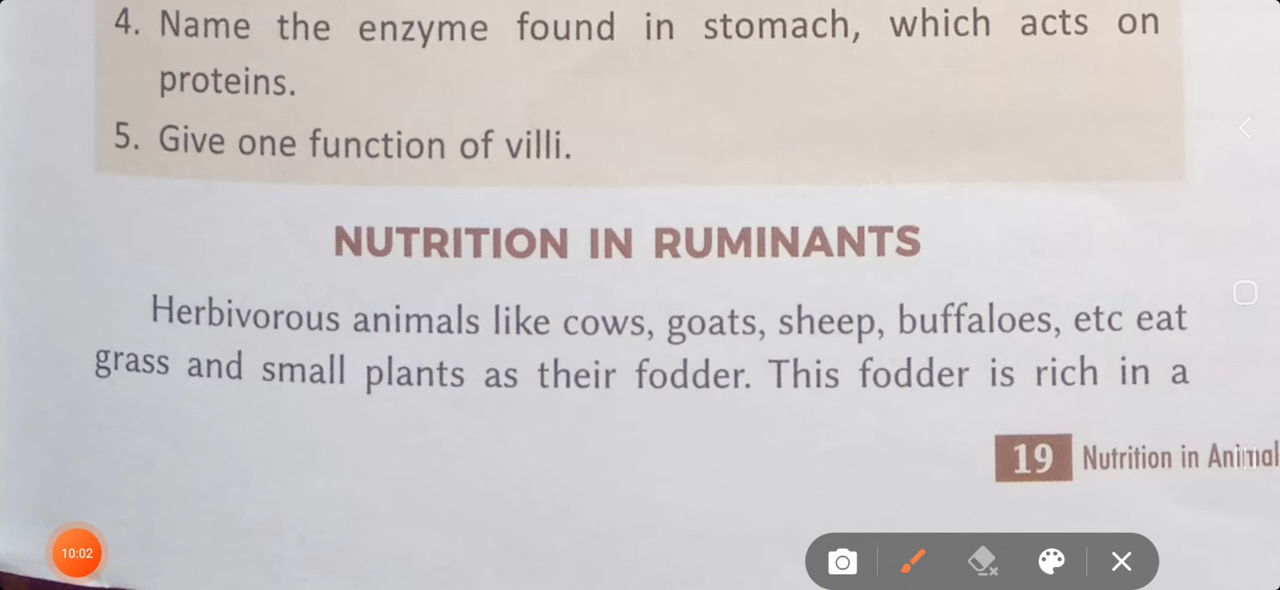 4. Name the enzyme found in stomach, which acts on
proteins.
5. Give one function of villi.
NUTRITION IN RUMINANTS
Herbivorous animals like cows, goats, sheep, buffaloes, etc eat
grass and small plants as their fodder. This fodder is rich in a
19 Nutrition in Animal
10:02